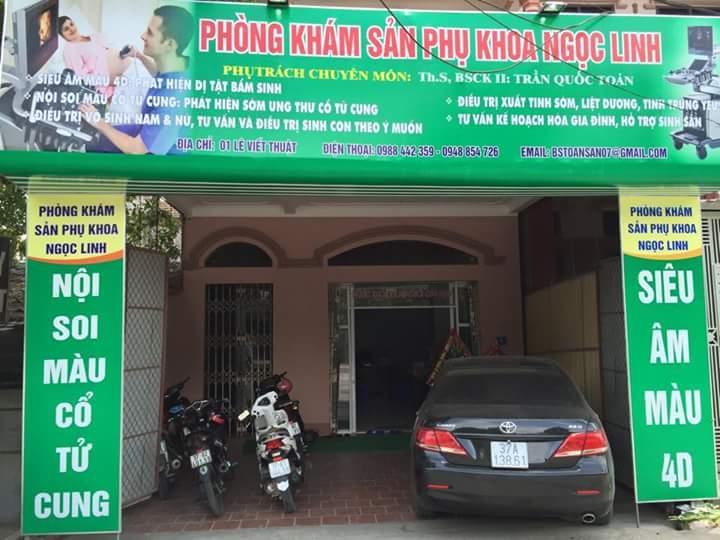 PHÒNG KHÁM SẢN PHỤ KHOA NGỌC LINH
PHỤ TRÁCH CHUYÊN MÔN: Th.S, BSCK II: TRẦN QUỐC TOẢN
SIÊU ÂM MÀU 4D: PHÁT HIỆN DỊ TẬT BẨM SINH
NỘI SOI MÀU CỔ TỬ CUNG: PHÁT HIỆN SỚM UNG THƯ CỔ TỬ CUNG
ĐIỀU TRỊ VÔ SINH NAM & NỮ, TƯ VẤN VÀ ĐIỀU TRỊ SINH CON THEO Ý MUỐN
ĐIỀU TRỊ XUẤT TINH SỚM, LIỆT DƯƠNG, TINH TRÙNG YẾU
TƯ VẤN KẾ HOẠCH HÓA GIA ĐÌNH, HỖ TRỢ SINH SẢN
ĐỊA CHỈ: 01 LÊ VIẾT THUẬT ĐIỆN THOẠI: 0988 442 359 - 0948 854 726 EMAIL: BSTOANSAN07@GMAIL.COM
PHÒNG KHÁM
SẢN PHỤ KHOA
NGỌC LINH
NỘI
SOI
MÀU
CỔ
TỬ
CUNG
PHÒNG KHÁM
SẢN PHỤ KHOA
NGỌC LINH
SIÊU
ÂM
MÀU
4D
37A
138.61